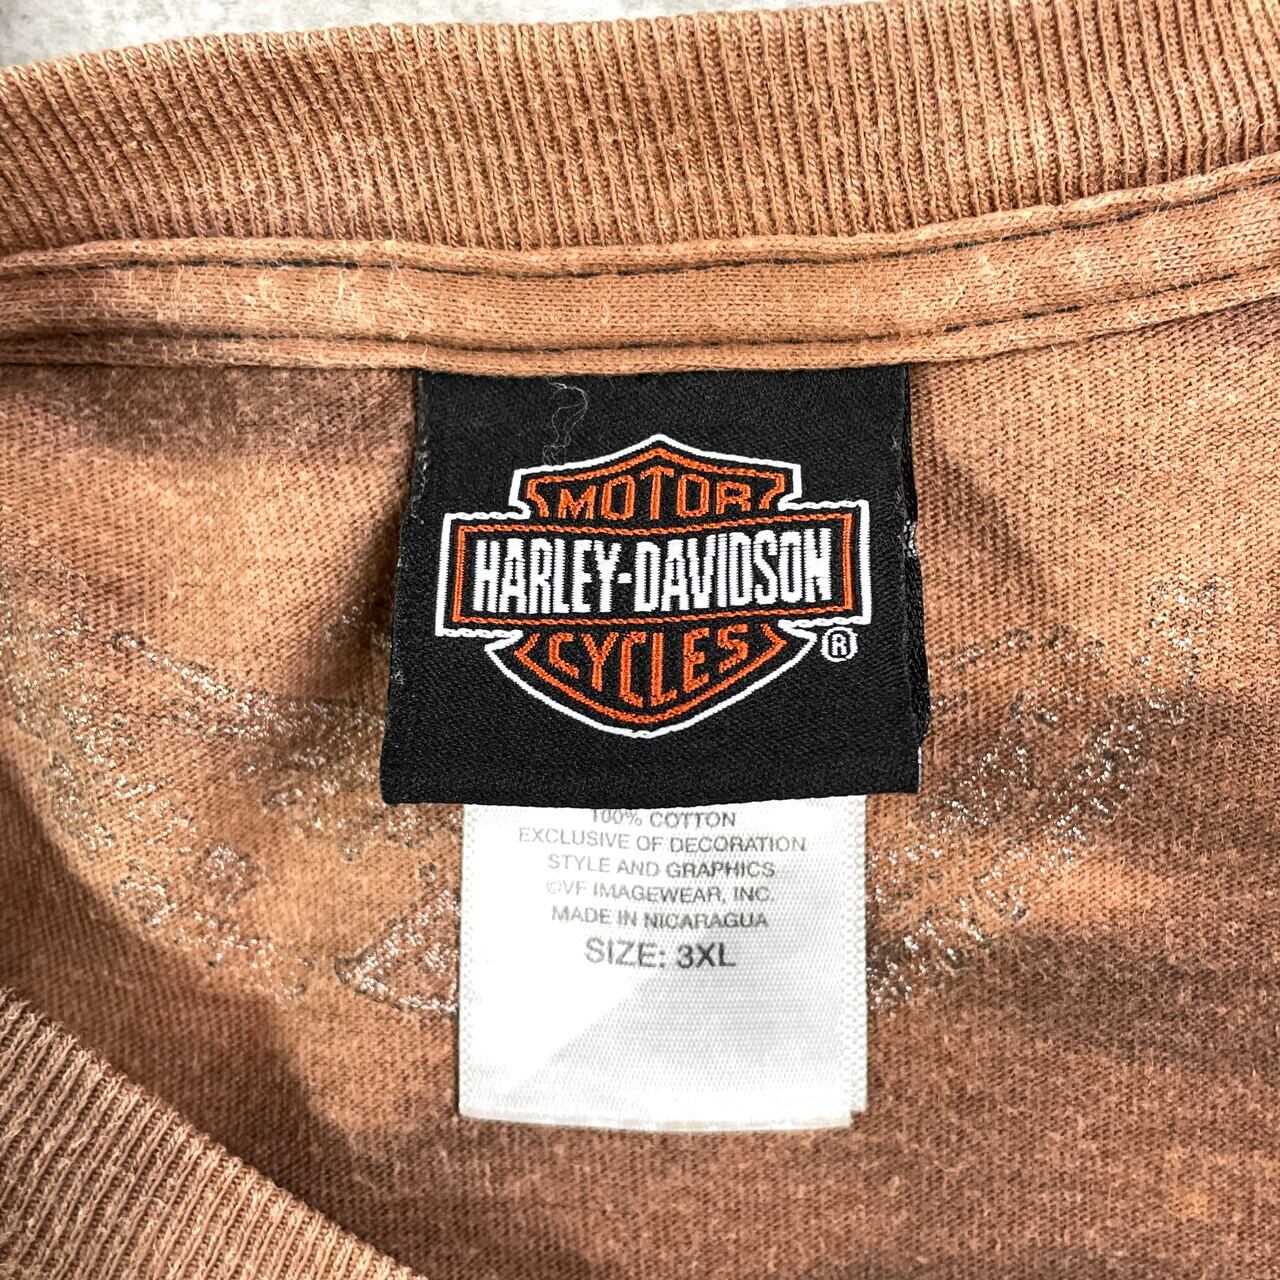 MOTOR
HARLEY-DAVIDSON
CYCLES
®
100% COTTON
EXCLUSIVE OF DECORATION
STYLE AND GRAPHICS
©VF IMAGEWEAR, INC.
MADE IN NICARAGUA
SIZE: 3XL